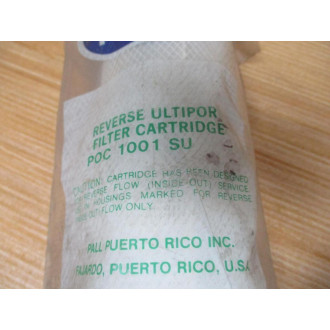 REVERSE ULTIPOR
FILTER CARTRIDGE
POC 1001 SU
CAUTION: CARTRIDGE HAS BEEN DESIGNED
REVERSE FLOW (INSIDE-OUT) SERVICE.
IN HOUSINGS MARKED FOR REVERSE
OUT FLOW ONLY.
PALL PUERTO RICO INC.
FAJARDO, PUERTO RICO, U.S.A